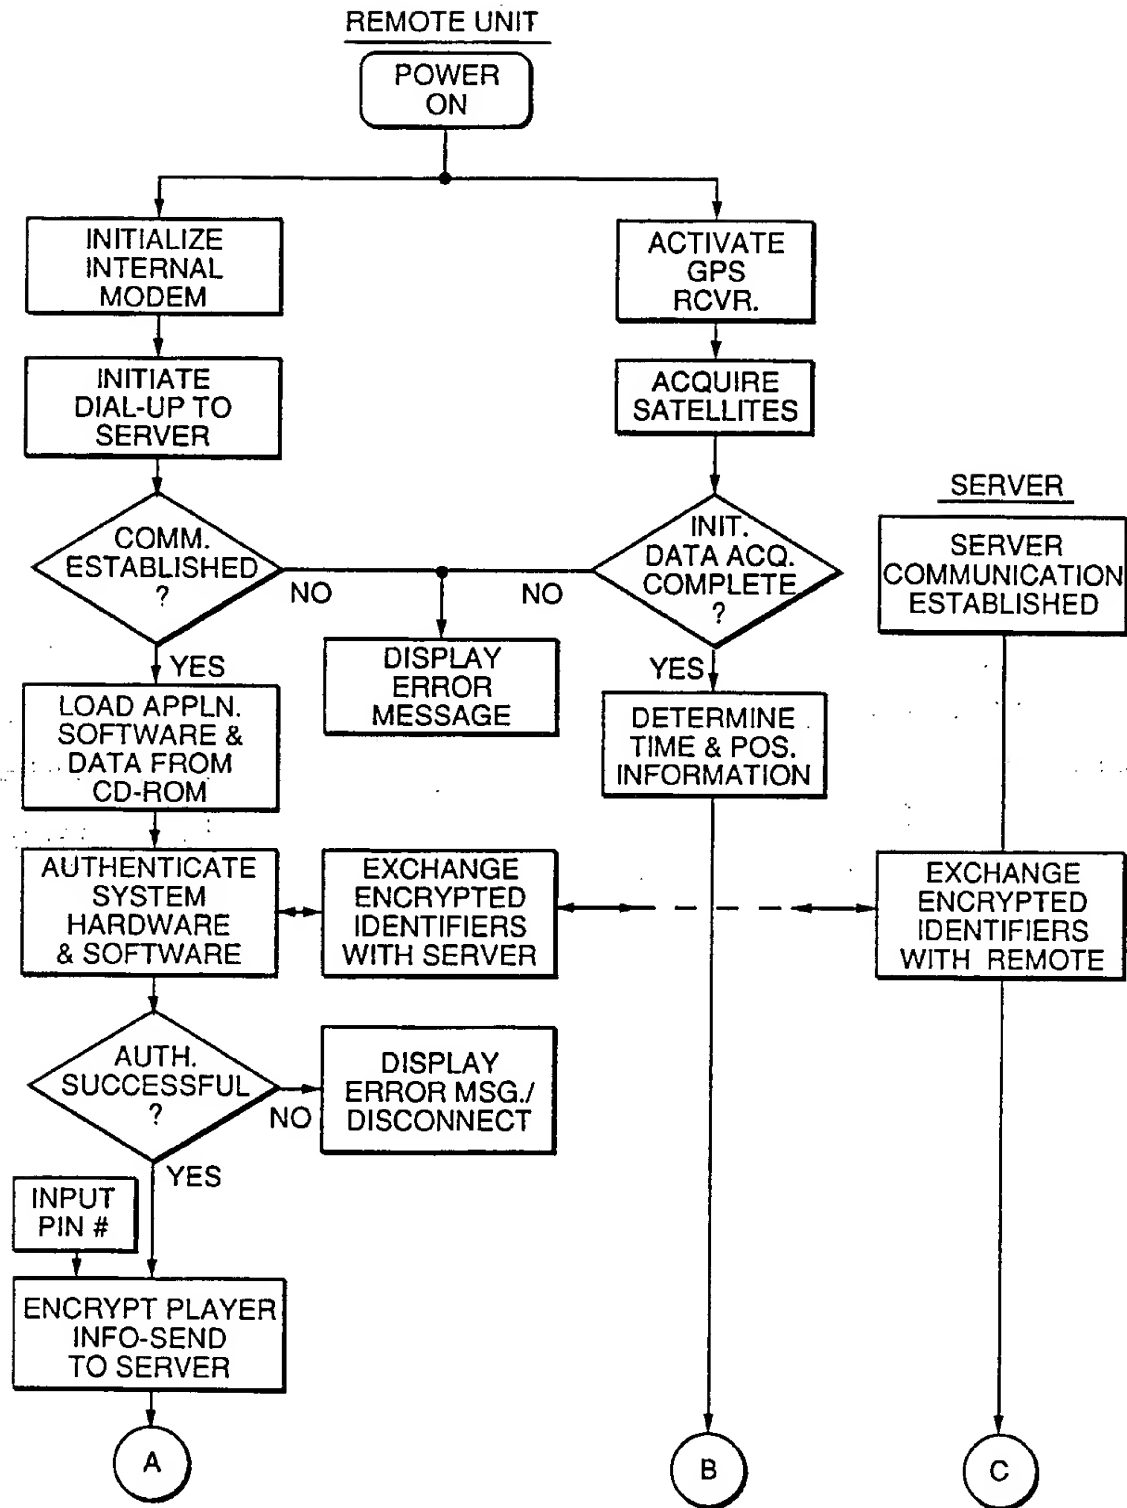 REMOTE UNIT
POWER
ON
INITIALIZE
INTERNAL
MODEM
ACTIVATE
GPS
RCVR.
INITIATE
DIAL-UP TO
SERVER
ACQUIRE
SATELLITES
COMM.
ESTABLISHED
?
NO
YES
INIT.
DATA ACQ.
COMPLETE
?
NO
YES
SERVER
SERVER
COMMUNICATION
ESTABLISHED
DISPLAY
ERROR
MESSAGE
LOAD APPLN.
SOFTWARE &
DATA FROM
CD-ROM
DETERMINE
TIME & POS.
INFORMATION
AUTHENTICATE
SYSTEM
HARDWARE
& SOFTWARE
EXCHANGE
ENCRYPTED
IDENTIFIERS
WITH SERVER
EXCHANGE
ENCRYPTED
IDENTIFIERS
WITH REMOTE
AUTH.
SUCCESSFUL
?
NO
YES
DISPLAY
ERROR MSG./
DISCONNECT
INPUT
PIN #
ENCRYPT PLAYER
INFO-SEND
TO SERVER
A
B
C